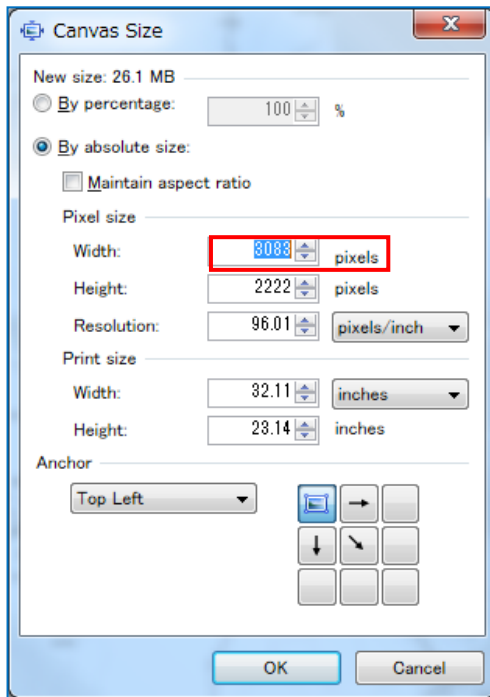 Canvas Size
New size: 26.1 MB
By percentage: 100 %
By absolute size:
Maintain aspect ratio
Pixel size
Width: 3083 pixels
Height: 2222 pixels
Resolution: 96.01 pixels/inch
Print size
Width: 32.11 inches
Height: 23.14 inches
Anchor
Top Left
OK Cancel